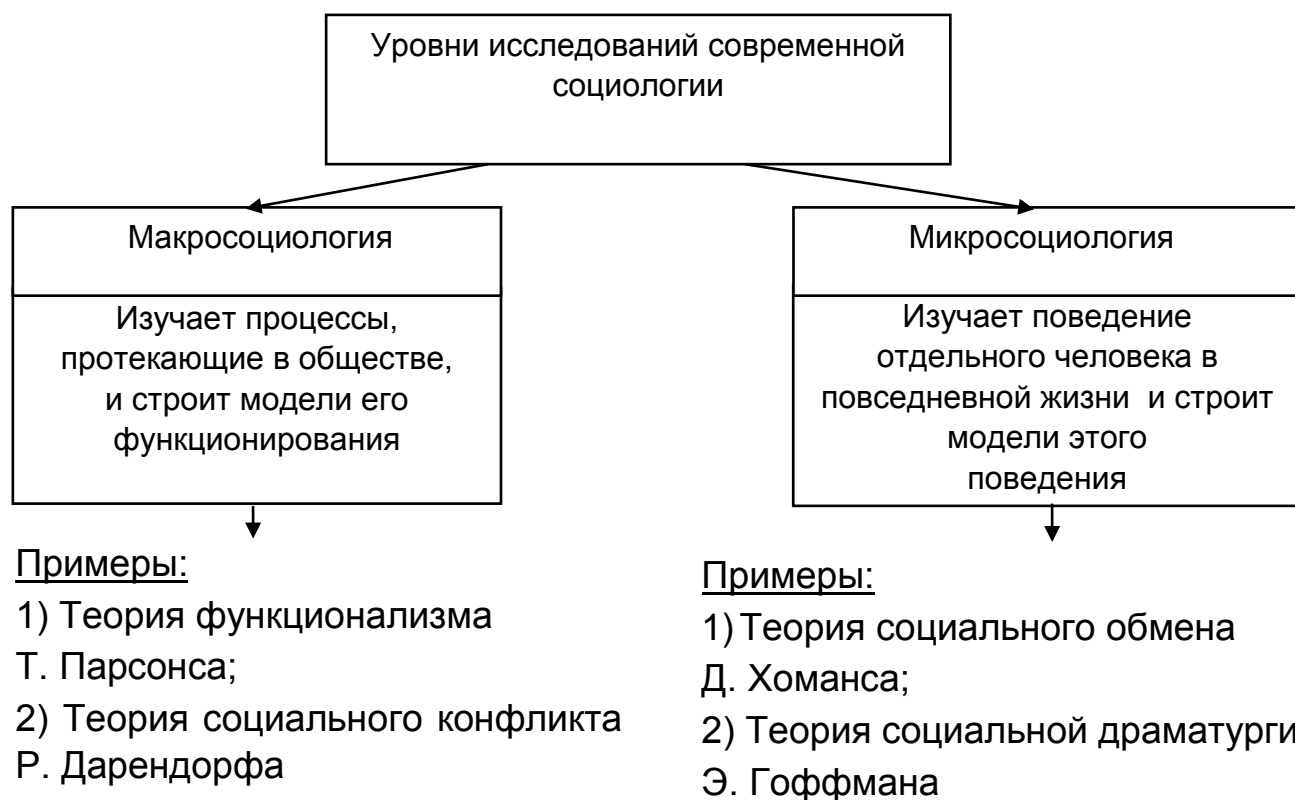 Уровни исследований современной
социологии
Макросоциология
Изучает процессы,
протекающие в обществе,
и строит модели его
функционирования
Примеры:
1) Теория функционализма
Т. Парсонса;
2) Теория социального конфликта
Р. Дарендорфа
Микросоциология
Изучает поведение
отдельного человека в
повседневной жизни и строит
модели этого
поведения
Примеры:
1) Теория социального обмена
Д. Хоманса;
2) Теория социальной драматурги
Э. Гоффмана